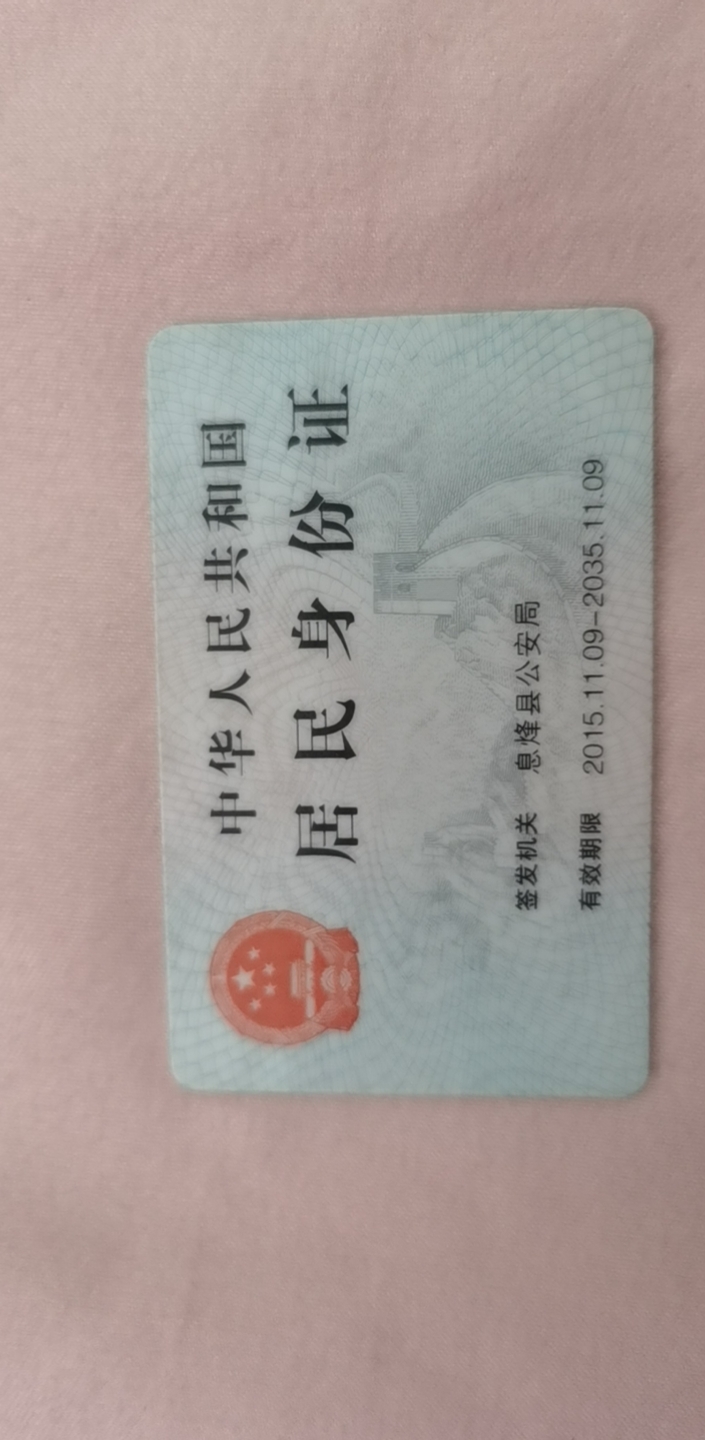 中华人民共和国
居民身份证
签发机关 息烽县公安局
有效期限 2015.11.09-2035.11.09